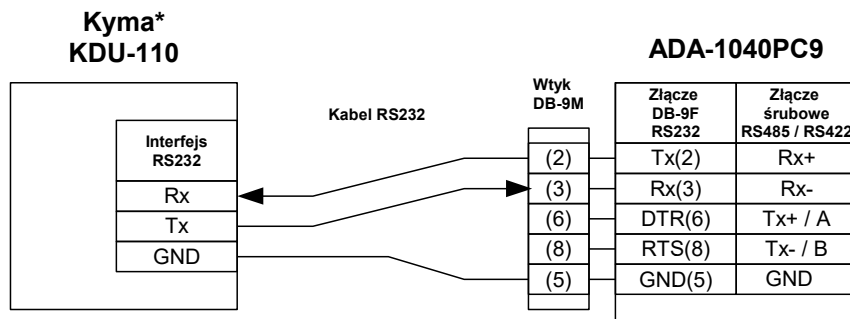 Kyma*
KDU-110
ADA-1040PC9
Kabel RS232
Wtyk
DB-9M
Interfejs
RS232
Rx
Tx
GND
(2)
(3)
(6)
(8)
(5)
Złącze
DB-9F
RS232
Złącze
śrubowe
RS485 / RS422
Tx(2) Rx+
Rx(3) Rx-
DTR(6) Tx+ / A
RTS(8) Tx- / B
GND(5) GND